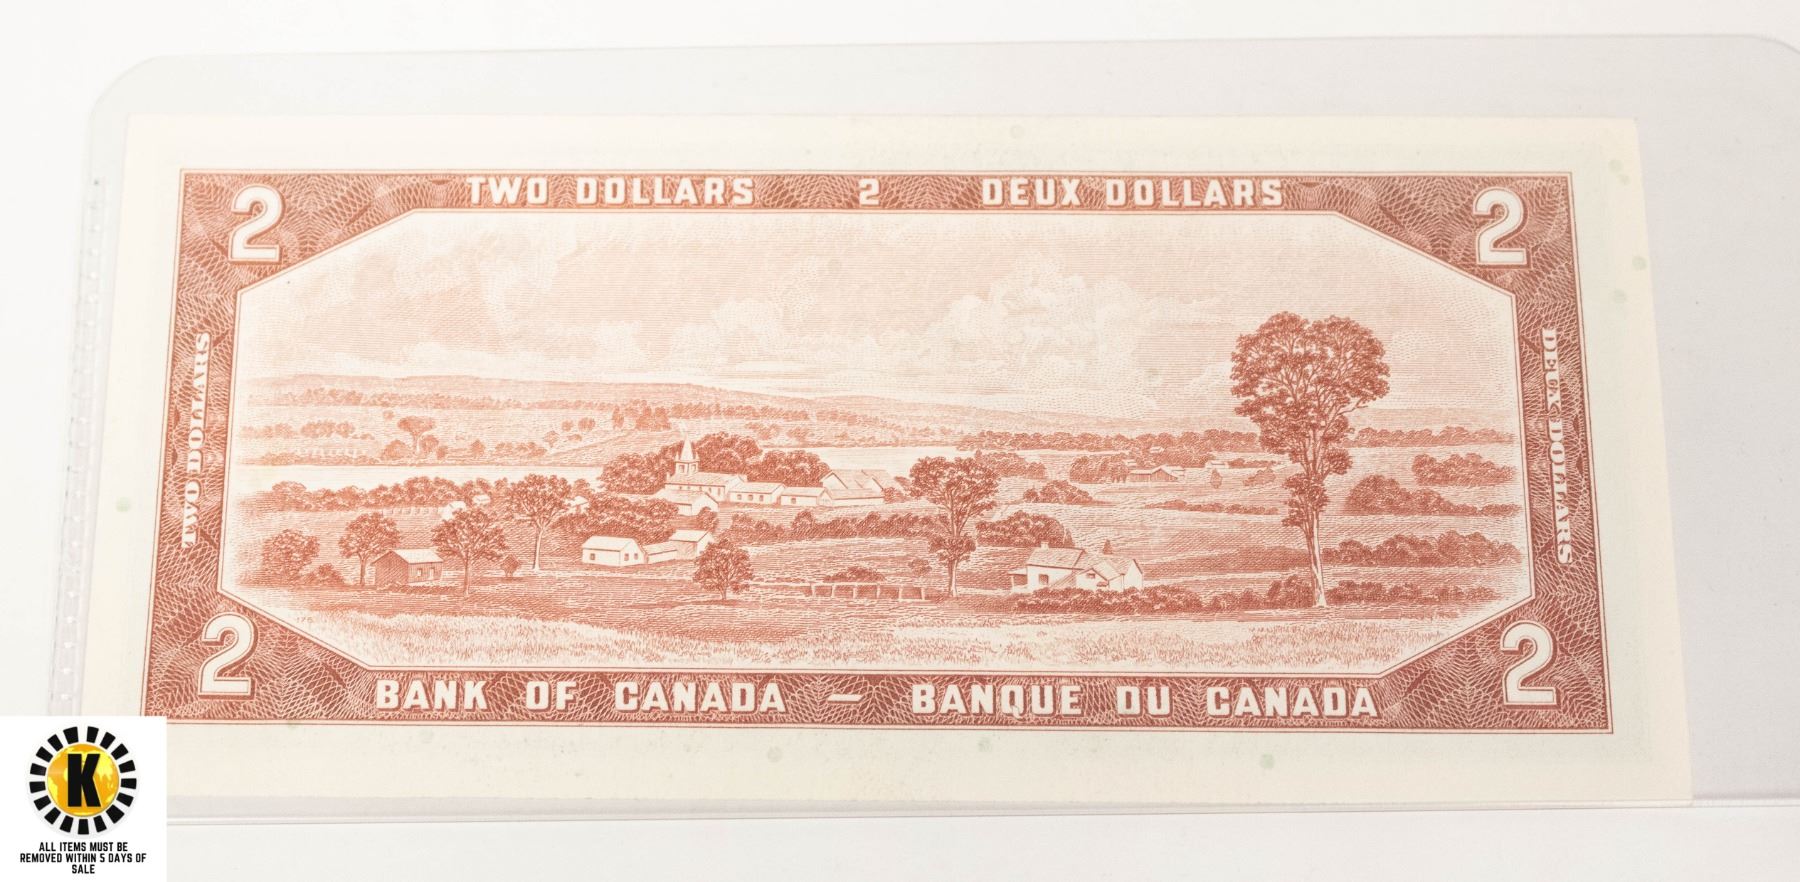 TWO DOLLARS 2 DEUX DOLLARS
2 2
TWO DOLLARS
DEUX DOLLARS
2 2
BANK OF CANADA — BANQUE DU CANADA
K
ALL ITEMS MUST BE
REMOVED WITHIN 5 DAYS OF
SALE